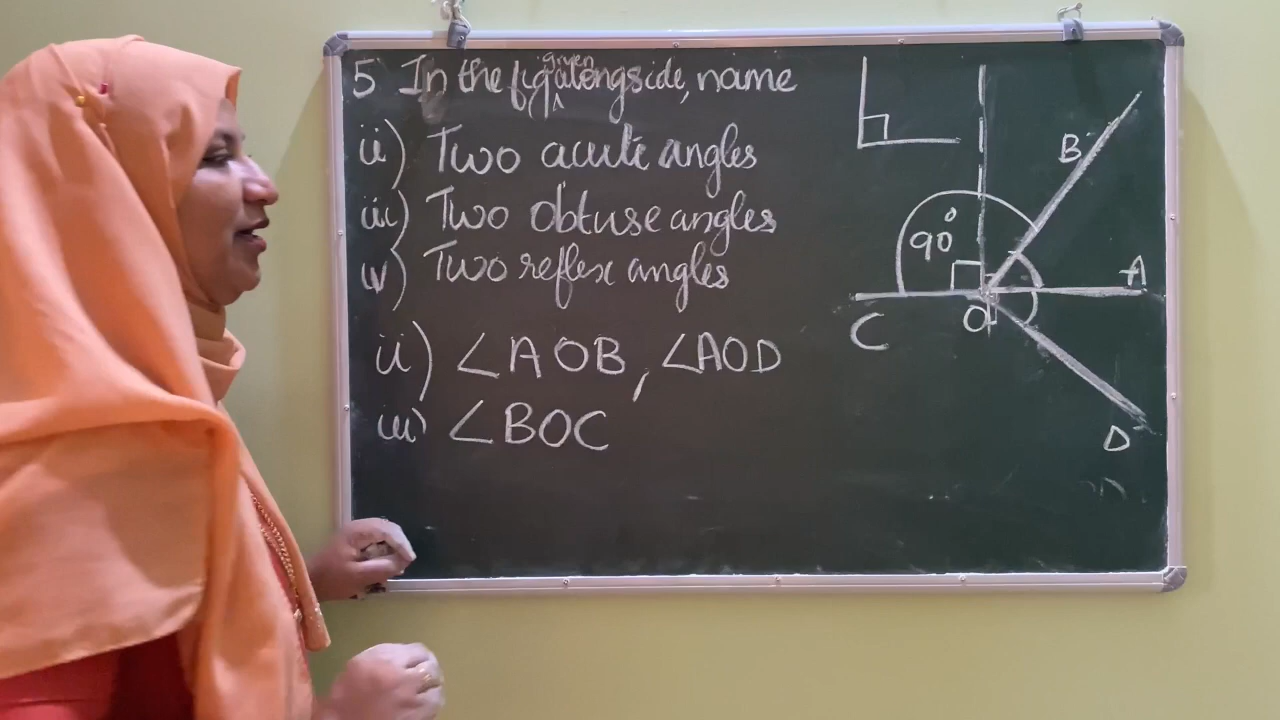 5 In the fig given alongside, name
ii) Two acute angles
iii) Two obtuse angles
iv) Two reflex angles
ii) ∠AOB, ∠AOD
iii) ∠BOC
B
90°
A
C
O
D